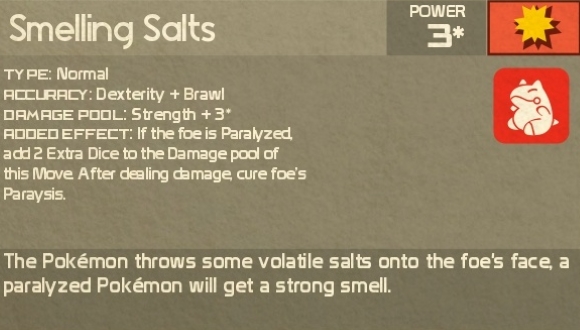 Smelling Salts
POWER
3*
TYPE: Normal
ACCURACY: Dexterity + Brawl
DAMAGE POOL: Strength + 3*
ADDED EFFECT: If the foe is Paralyzed,
add 2 Extra Dice to the Damage pool of
this Move. After dealing damage, cure foe's
Paraysis.
The Pokémon throws some volatile salts onto the foe's face, a
paralyzed Pokémon will get a strong smell.